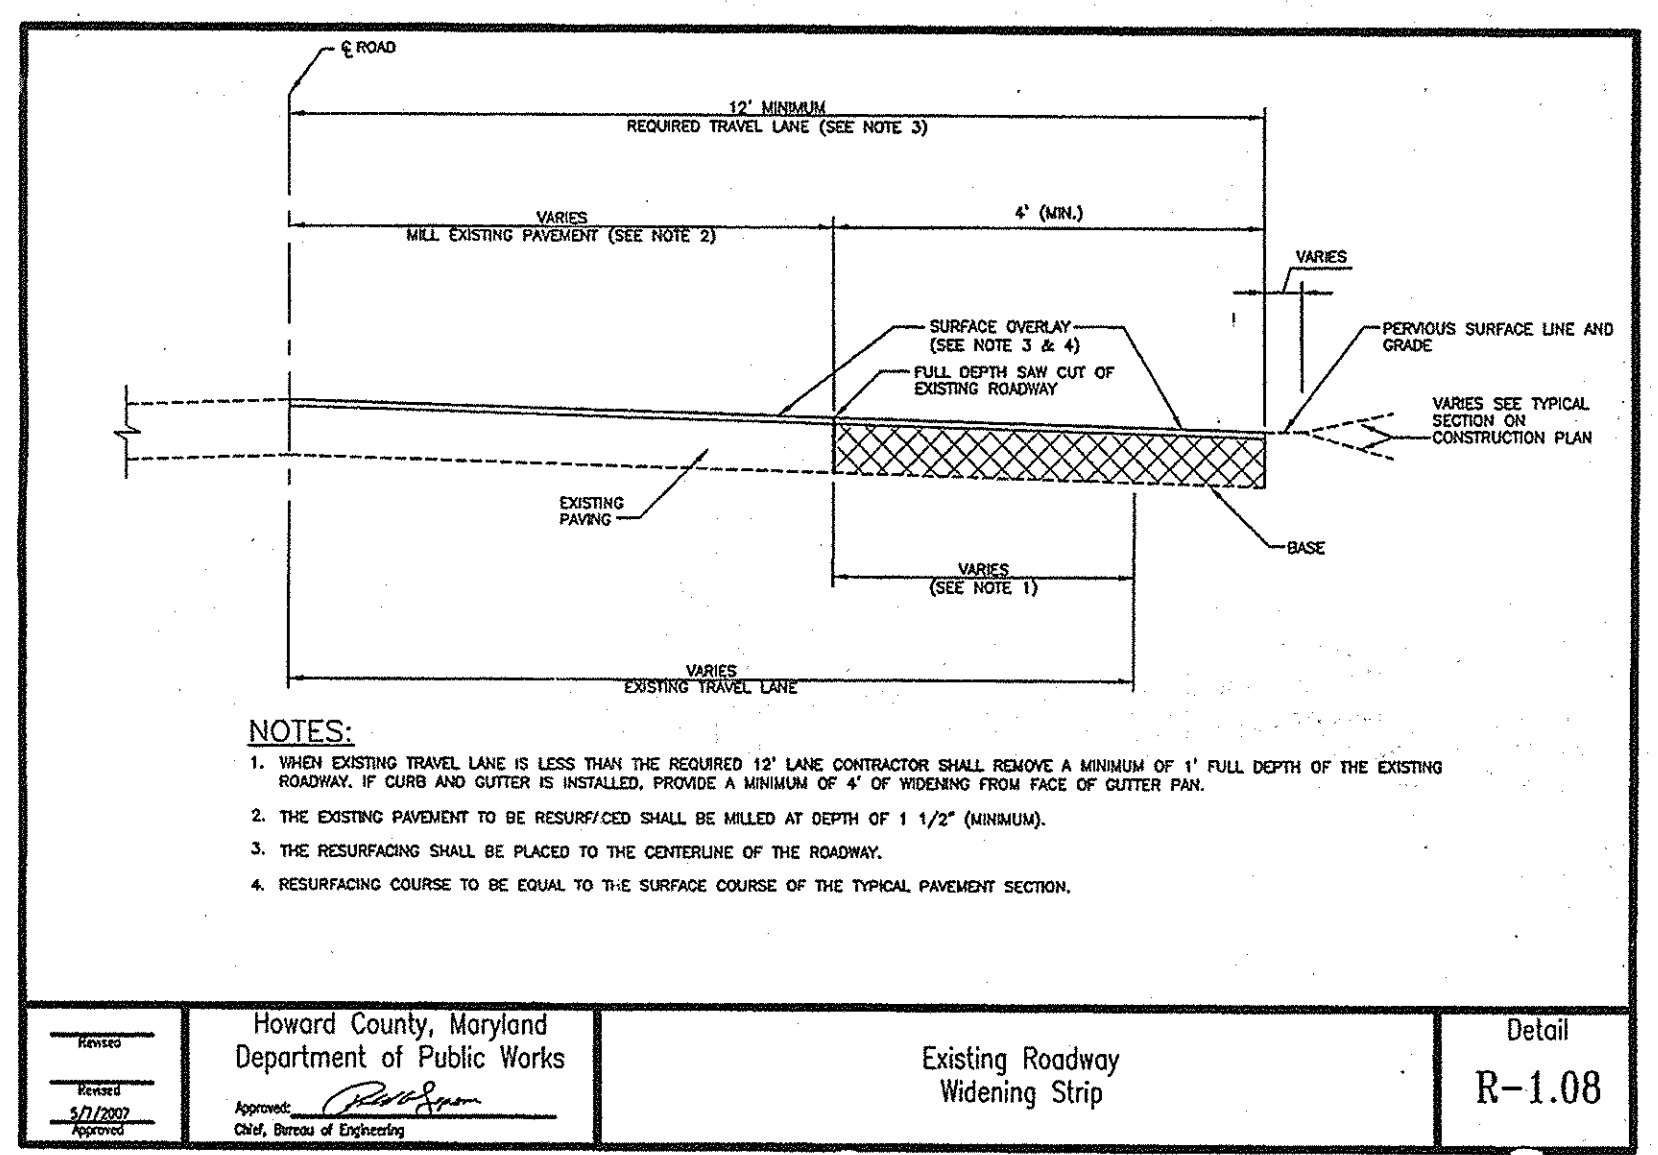 ℄ ROAD
12' MINIMUM
REQUIRED TRAVEL LANE (SEE NOTE 3)
VARIES
MILL EXISTING PAVEMENT (SEE NOTE 2)
4' (MIN.)
VARIES
SURFACE OVERLAY
(SEE NOTE 3 & 4)
PERVIOUS SURFACE LINE AND
GRADE
FULL DEPTH SAW CUT OF
EXISTING ROADWAY
VARIES SEE TYPICAL
SECTION ON
CONSTRUCTION PLAN
EXISTING
PAVING
BASE
VARIES
(SEE NOTE 1)
VARIES
EXISTING TRAVEL LANE
NOTES:
1. WHEN EXISTING TRAVEL LANE IS LESS THAN THE REQUIRED 12' LANE CONTRACTOR SHALL REMOVE A MINIMUM OF 1' FULL DEPTH OF THE EXISTING
ROADWAY. IF CURB AND GUTTER IS INSTALLED, PROVIDE A MINIMUM OF 4' OF WIDENING FROM FACE OF GUTTER PAN.
2. THE EXISTING PAVEMENT TO BE RESURFACED SHALL BE MILLED AT DEPTH OF 1 1/2" (MINIMUM).
3. THE RESURFACING SHALL BE PLACED TO THE CENTERLINE OF THE ROADWAY.
4. RESURFACING COURSE TO BE EQUAL TO THE SURFACE COURSE OF THE TYPICAL PAVEMENT SECTION.
Revised
Revised
5/7/2007
Approved
Howard County, Maryland
Department of Public Works
Approved:
Chief, Bureau of Engineering
Existing Roadway
Widening Strip
Detail
R-1.08